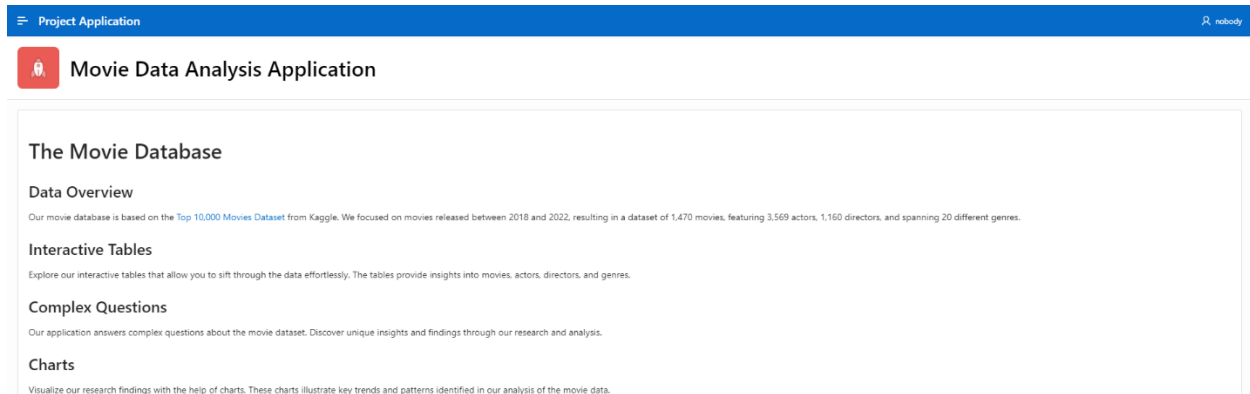 Project Application
nobody
Movie Data Analysis Application
The Movie Database
Data Overview
Our movie database is based on the Top 10,000 Movies Dataset from Kaggle. We focused on movies released between 2018 and 2022, resulting in a dataset of 1,470 movies, featuring 3,569 actors, 1,160 directors, and spanning 20 different genres.
Interactive Tables
Explore our interactive tables that allow you to sift through the data effortlessly. The tables provide insights into movies, actors, directors, and genres.
Complex Questions
Our application answers complex questions about the movie dataset. Discover unique insights and findings through our research and analysis.
Charts
Visualize our research findings with the help of charts. These charts illustrate key trends and patterns identified in our analysis of the movie data.